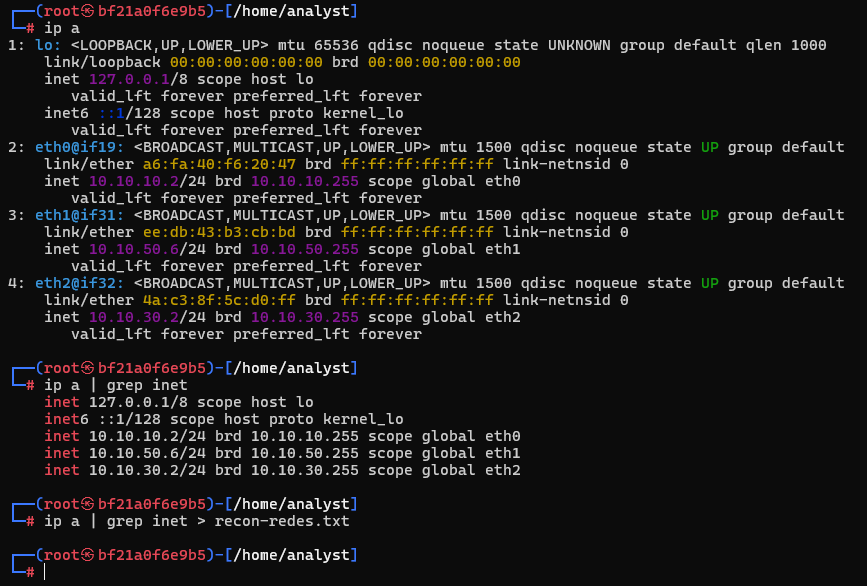 ┌──(root㉿bf21a0f6e9b5)-[/home/analyst]
└─# ip a
1: lo: <LOOPBACK,UP,LOWER_UP> mtu 65536 qdisc noqueue state UNKNOWN group default qlen 1000
    link/loopback 00:00:00:00:00:00 brd 00:00:00:00:00:00
    inet 127.0.0.1/8 scope host lo
       valid_lft forever preferred_lft forever
    inet6 ::1/128 scope host proto kernel_lo
       valid_lft forever preferred_lft forever
2: eth0@if19: <BROADCAST,MULTICAST,UP,LOWER_UP> mtu 1500 qdisc noqueue state UP group default
    link/ether a6:fa:40:f6:20:47 brd ff:ff:ff:ff:ff:ff link-netnsid 0
    inet 10.10.10.2/24 brd 10.10.10.255 scope global eth0
       valid_lft forever preferred_lft forever
3: eth1@if31: <BROADCAST,MULTICAST,UP,LOWER_UP> mtu 1500 qdisc noqueue state UP group default
    link/ether ee:db:43:b3:cb:bd brd ff:ff:ff:ff:ff:ff link-netnsid 0
    inet 10.10.50.6/24 brd 10.10.50.255 scope global eth1
       valid_lft forever preferred_lft forever
4: eth2@if32: <BROADCAST,MULTICAST,UP,LOWER_UP> mtu 1500 qdisc noqueue state UP group default
    link/ether 4a:c3:8f:5c:d0:ff brd ff:ff:ff:ff:ff:ff link-netnsid 0
    inet 10.10.30.2/24 brd 10.10.30.255 scope global eth2
       valid_lft forever preferred_lft forever

┌──(root㉿bf21a0f6e9b5)-[/home/analyst]
└─# ip a | grep inet
    inet 127.0.0.1/8 scope host lo
    inet6 ::1/128 scope host proto kernel_lo
    inet 10.10.10.2/24 brd 10.10.10.255 scope global eth0
    inet 10.10.50.6/24 brd 10.10.50.255 scope global eth1
    inet 10.10.30.2/24 brd 10.10.30.255 scope global eth2

┌──(root㉿bf21a0f6e9b5)-[/home/analyst]
└─# ip a | grep inet > recon-redes.txt

┌──(root㉿bf21a0f6e9b5)-[/home/analyst]
└─#